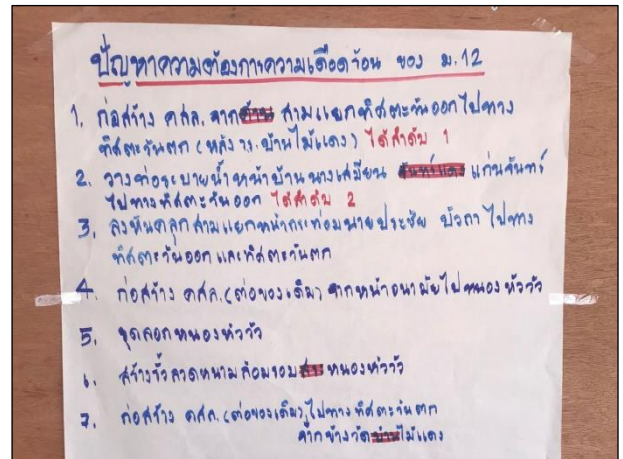 ปัญหาความต้องการความเดือดร้อน ของ ม.12
1. ก่อสร้าง คสล. จาก สามแยกทิศตะวันออกไปทาง
ทิศตะวันตก (หลัง รร.บ้านไม้แดง) ได้ลำดับ 1
2. วางท่อระบายน้ำหน้าบ้านนางเสมียน แก่นจันทร์
ไปทางทิศตะวันออก ได้ลำดับ 2
3. ลงหินคลุกสามแยกหน้ากระท่อมนายประชัย บัวภา ไปทาง
ทิศตะวันออก และทิศตะวันตก
4. ก่อสร้าง คสล. (ต่อของเดิม) จากหน้าอนามัยไปหนองหัววัว
5. ขุดลอกหนองหัววัว
6. สร้างรั้วลวดหนามล้อมรอบ หนองหัววัว
7. ก่อสร้าง คสล. (ต่อของเดิม) ไปทางทิศตะวันตก
จากข้างวัด ไม้แดง